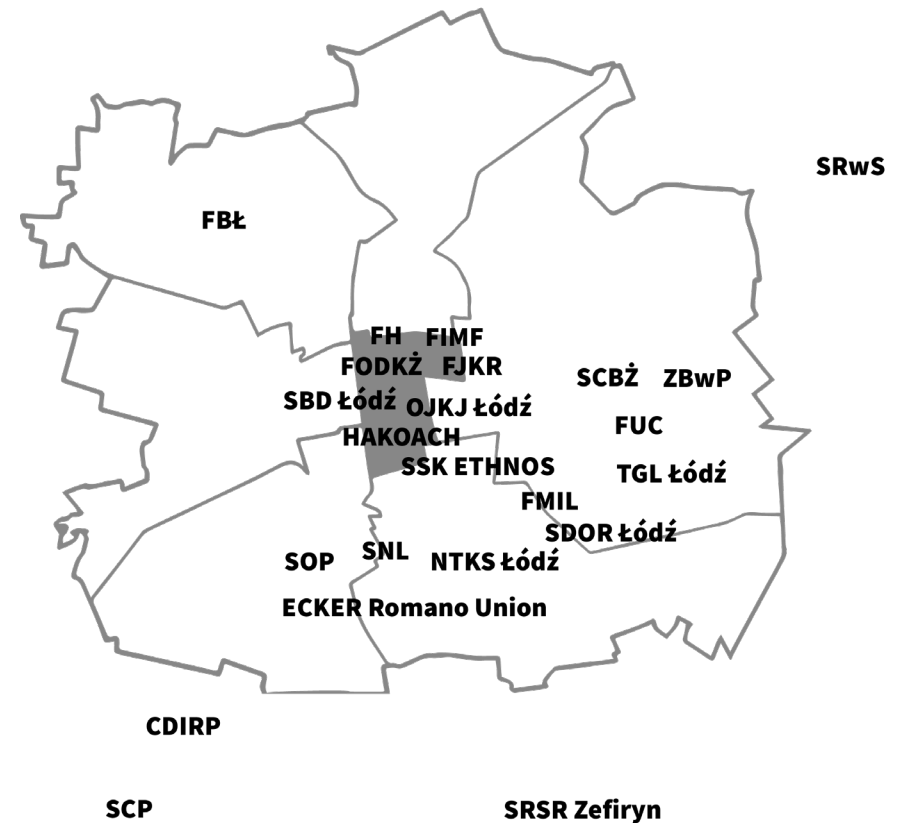 SRwS
FBŁ
FH FIMF
FODKŻ FJKR
SCBŻ ZBwP
SBD Łódź OJKJ Łódź
FUC
HAKOACH
SSK ETHNOS
TGL Łódź
FMIL
SDOR Łódź
SNL
SOP NTKS Łódź
ECKER Romano Union
CDIRP
SCP SRSR Zefiryn